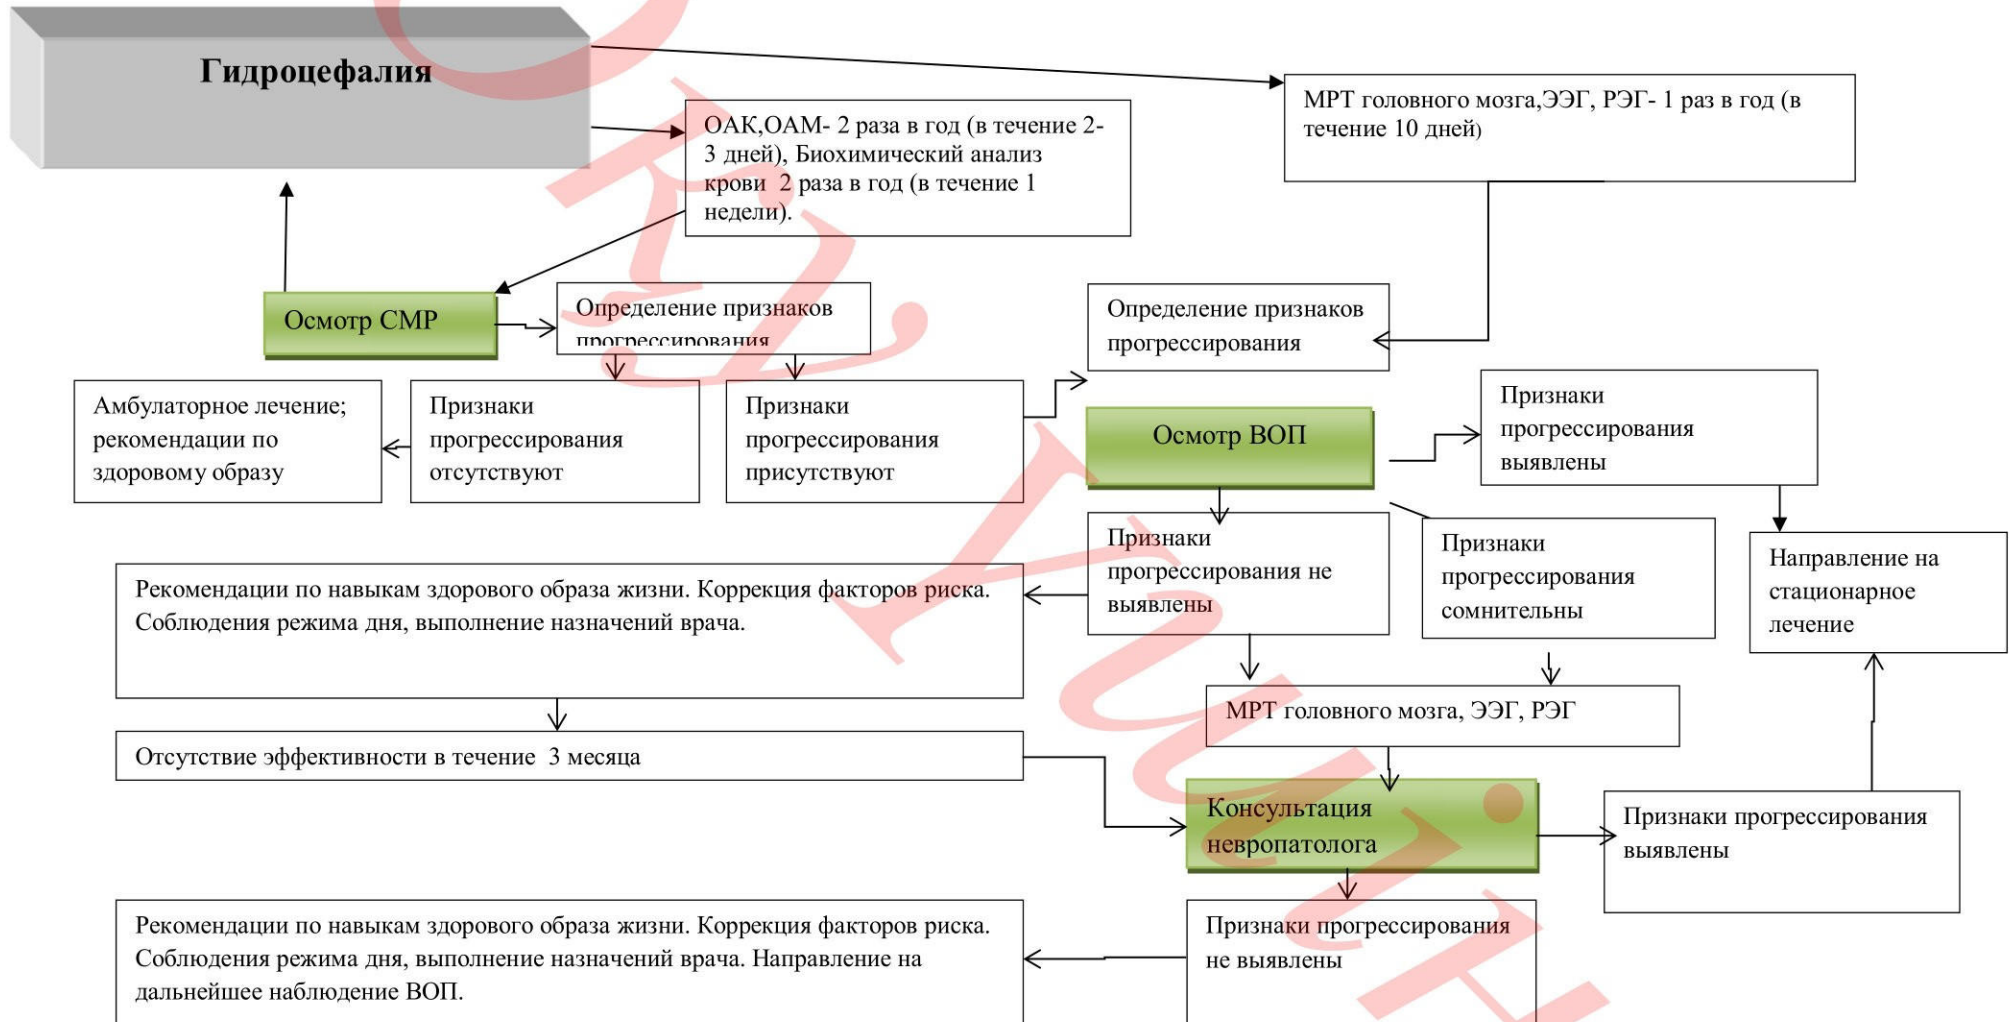 Гидроцефалия
МРТ головного мозга,ЭЭГ, РЭГ- 1 раз в год (в
течение 10 дней)
ОАК,ОАМ- 2 раза в год (в течение 2-
3 дней), Биохимический анализ
крови  2 раза в год (в течение 1
недели).
Осмотр СМР
Определение признаков
прогрессирования
Определение признаков
прогрессирования
Амбулаторное лечение;
рекомендации по
здоровому образу
Признаки
прогрессирования
отсутствуют
Признаки
прогрессирования
присутствуют
Осмотр ВОП
Признаки
прогрессирования
выявлены
Признаки
прогрессирования не
выявлены
Признаки
прогрессирования
сомнительны
Направление на
стационарное
лечение
Рекомендации по навыкам здорового образа жизни. Коррекция факторов риска.
Соблюдения режима дня, выполнение назначений врача.
МРТ головного мозга, ЭЭГ, РЭГ
Отсутствие эффективности в течение  3 месяца
Консультация
невропатолога
Признаки прогрессирования
выявлены
Рекомендации по навыкам здорового образа жизни. Коррекция факторов риска.
Соблюдения режима дня, выполнение назначений врача. Направление на
дальнейшее наблюдение ВОП.
Признаки прогрессирования
не выявлены